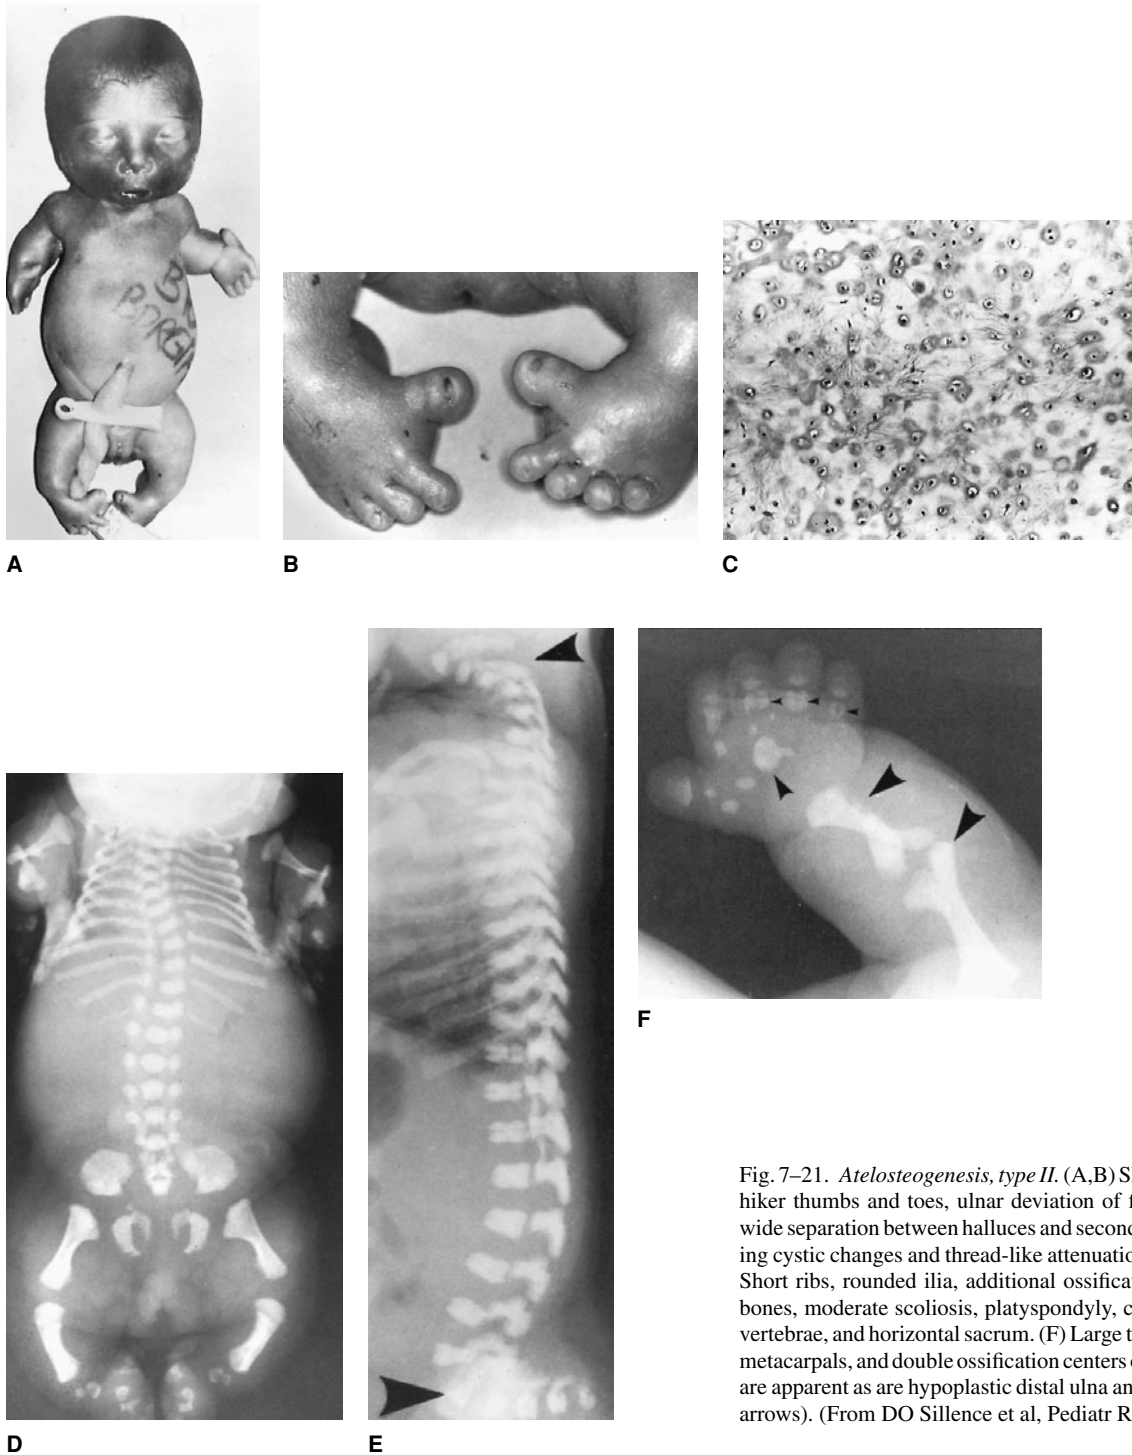 A
B
C
D
E
F
Fig. 7–21. Atelosteogenesis, type II. (A,B) S
hiker thumbs and toes, ulnar deviation of
wide separation between halluces and second
ing cystic changes and thread-like attenuatio
Short ribs, rounded ilia, additional ossifica
bones, moderate scoliosis, platyspondyly, c
vertebrae, and horizontal sacrum. (F) Large t
metacarpals, and double ossification centers
are apparent as are hypoplastic distal ulna an
arrows). (From DO Sillence et al, Pediatr R